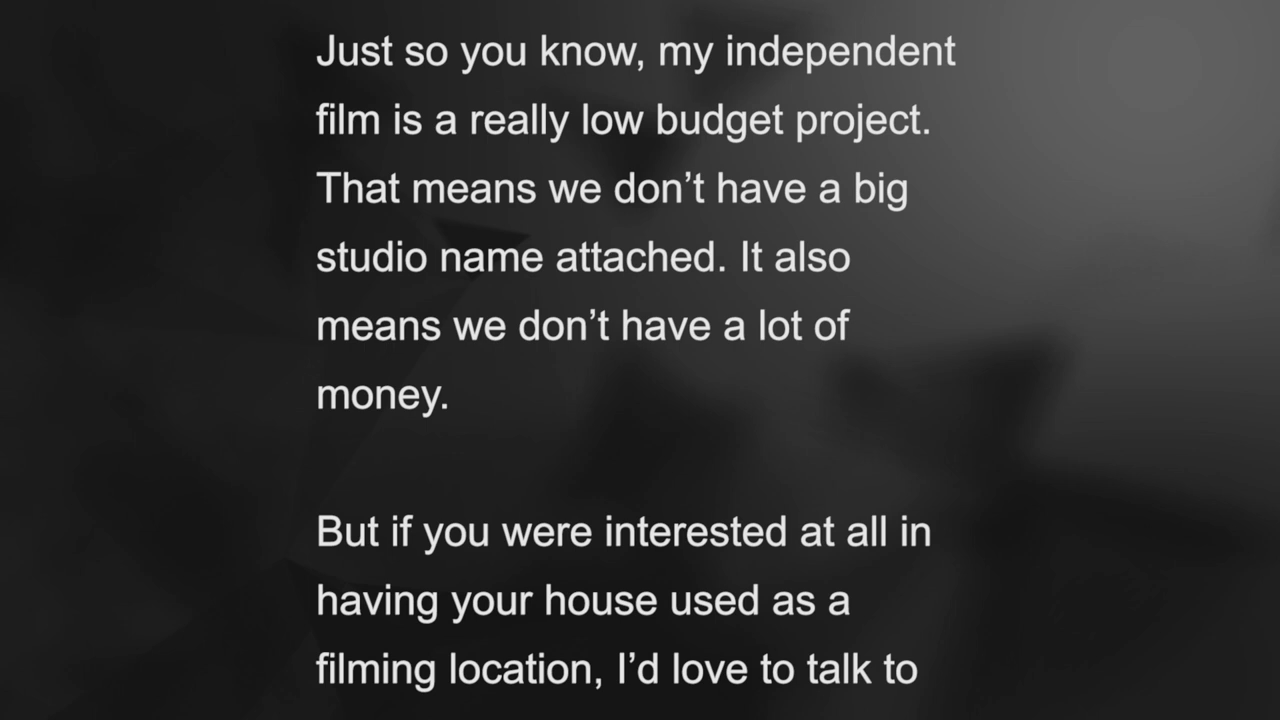 Just so you know, my independent
film is a really low budget project.
That means we don’t have a big
studio name attached. It also
means we don’t have a lot of
money.
But if you were interested at all in
having your house used as a
filming location, I’d love to talk to